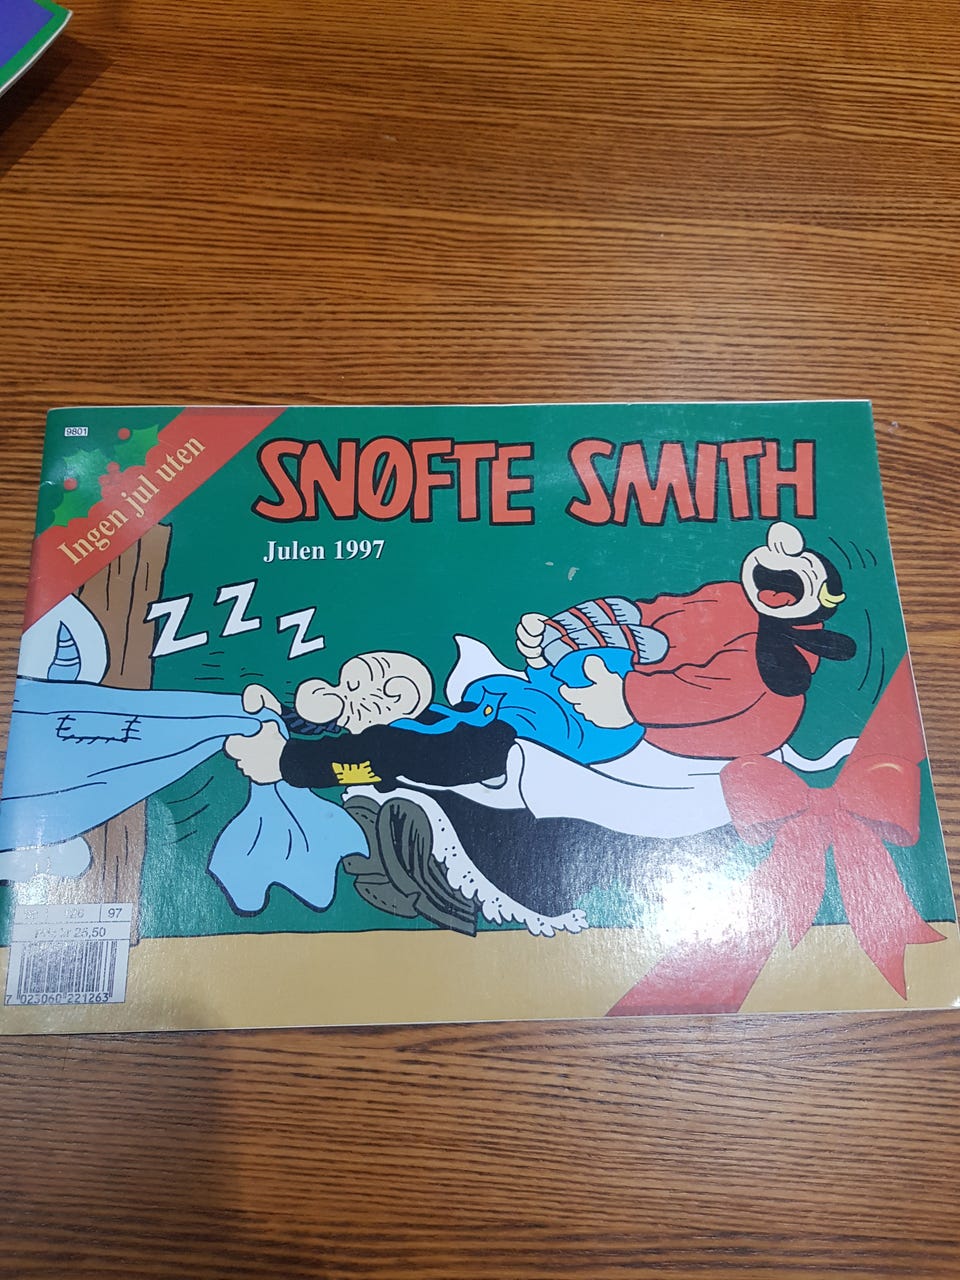 9801
Ingen jul uten
SNØFTE SMITH
Julen 1997
Z Z Z
97
25,50
7 023060 221263